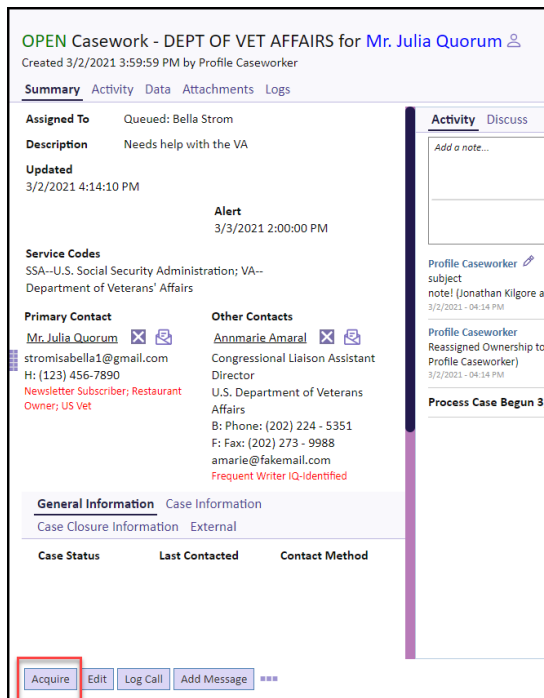 OPEN Casework - DEPT OF VET AFFAIRS for Mr. Julia Quorum
Created 3/2/2021 3:59:59 PM by Profile Caseworker
Summary Activity Data Attachments Logs
Assigned To Queued: Bella Strom
Description Needs help with the VA
Updated
3/2/2021 4:14:10 PM
Alert
3/3/2021 2:00:00 PM
Service Codes
SSA--U.S. Social Security Administration; VA--
Department of Veterans' Affairs
Primary Contact
Mr. Julia Quorum
stromisabella1@gmail.com
H: (123) 456-7890
Newsletter Subscriber; Restaurant
Owner; US Vet
Other Contacts
Annmarie Amaral
Congressional Liaison Assistant
Director
U.S. Department of Veterans
Affairs
B: Phone: (202) 224 - 5351
F: Fax: (202) 273 - 9988
amarie@fakemail.com
Frequent Writer IQ-Identified
General Information Case Information
Case Closure Information External
Case Status Last Contacted Contact Method
Acquire Edit Log Call Add Message
Activity Discuss
Add a note...
Profile Caseworker
subject
note! (Jonathan Kilgore a
3/2/2021 - 04:14 PM
Profile Caseworker
Reassigned Ownership to
Profile Caseworker)
3/2/2021 - 04:14 PM
Process Case Begun 3